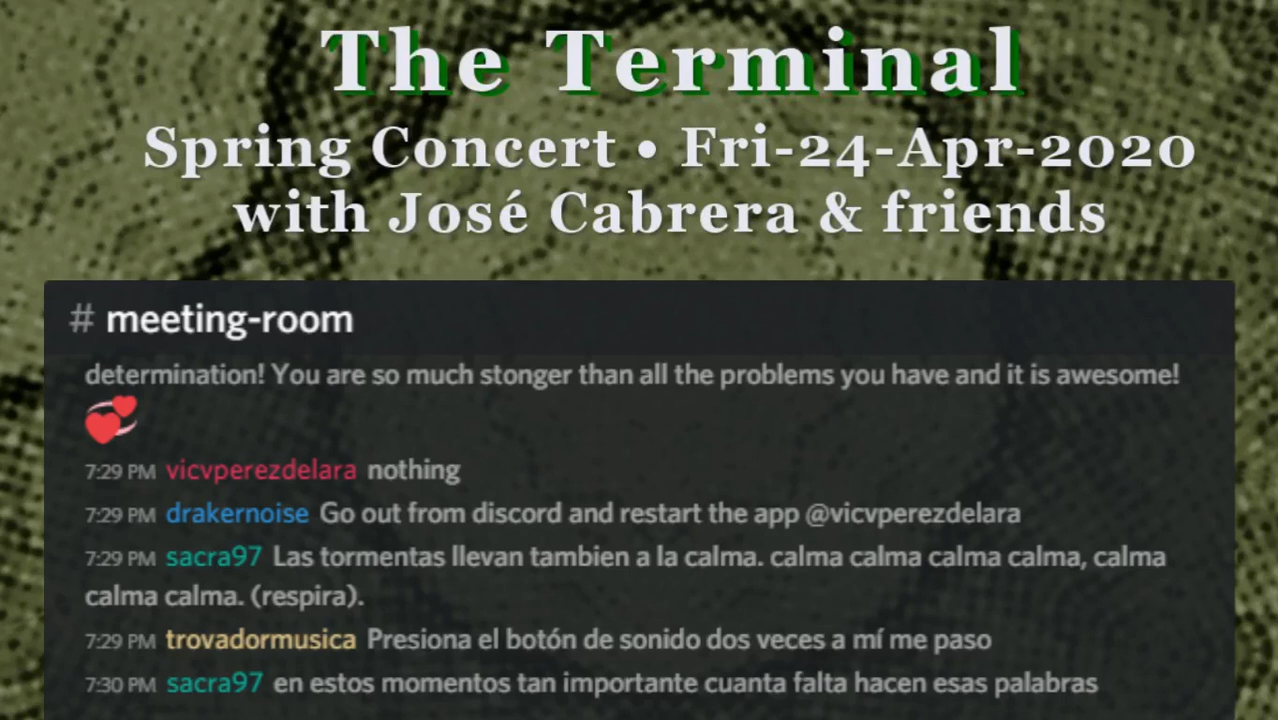 The Terminal
Spring Concert • Fri-24-Apr-2020
with José Cabrera & friends
# meeting-room
determination! You are so much stonger than all the problems you have and it is awesome!
7:29 PM vicvperezdelara nothing
7:29 PM drakernoise Go out from discord and restart the app @vicvperezdelara
7:29 PM sacra97 Las tormentas llevan tambien a la calma. calma calma calma calma, calma
calma calma. (respira).
7:29 PM trovadormusica Presiona el botón de sonido dos veces a mí me paso
7:30 PM sacra97 en estos momentos tan importante cuanta falta hacen esas palabras